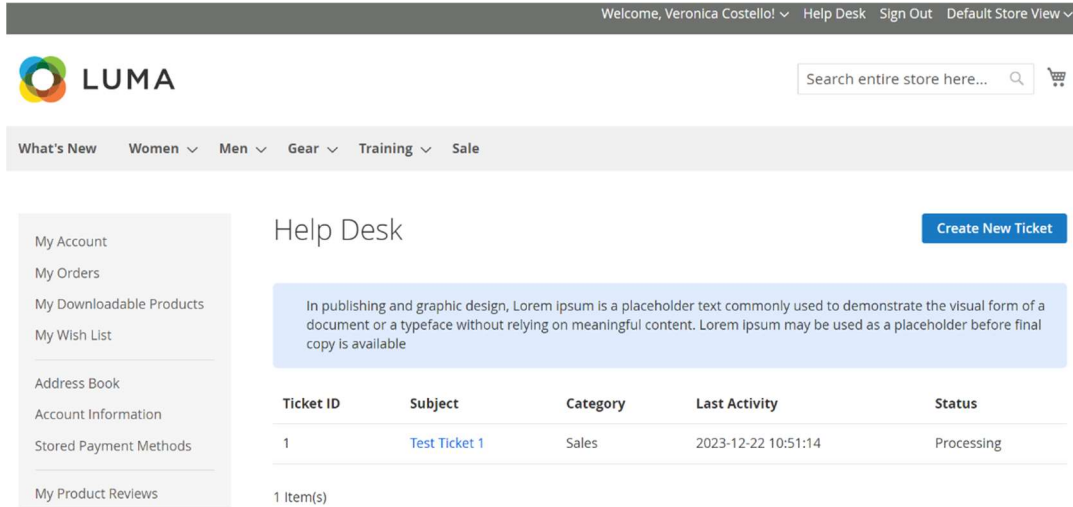 Welcome, Veronica Costello! Help Desk Sign Out Default Store View
LUMA
Search entire store here...
What's New Women Men Gear Training Sale
My Account
My Orders
My Downloadable Products
My Wish List
Address Book
Account Information
Stored Payment Methods
My Product Reviews
Help Desk
Create New Ticket
In publishing and graphic design, Lorem ipsum is a placeholder text commonly used to demonstrate the visual form of a
document or a typeface without relying on meaningful content. Lorem ipsum may be used as a placeholder before final
copy is available
Ticket ID Subject Category Last Activity Status
1 Test Ticket 1 Sales 2023-12-22 10:51:14 Processing
1 Item(s)